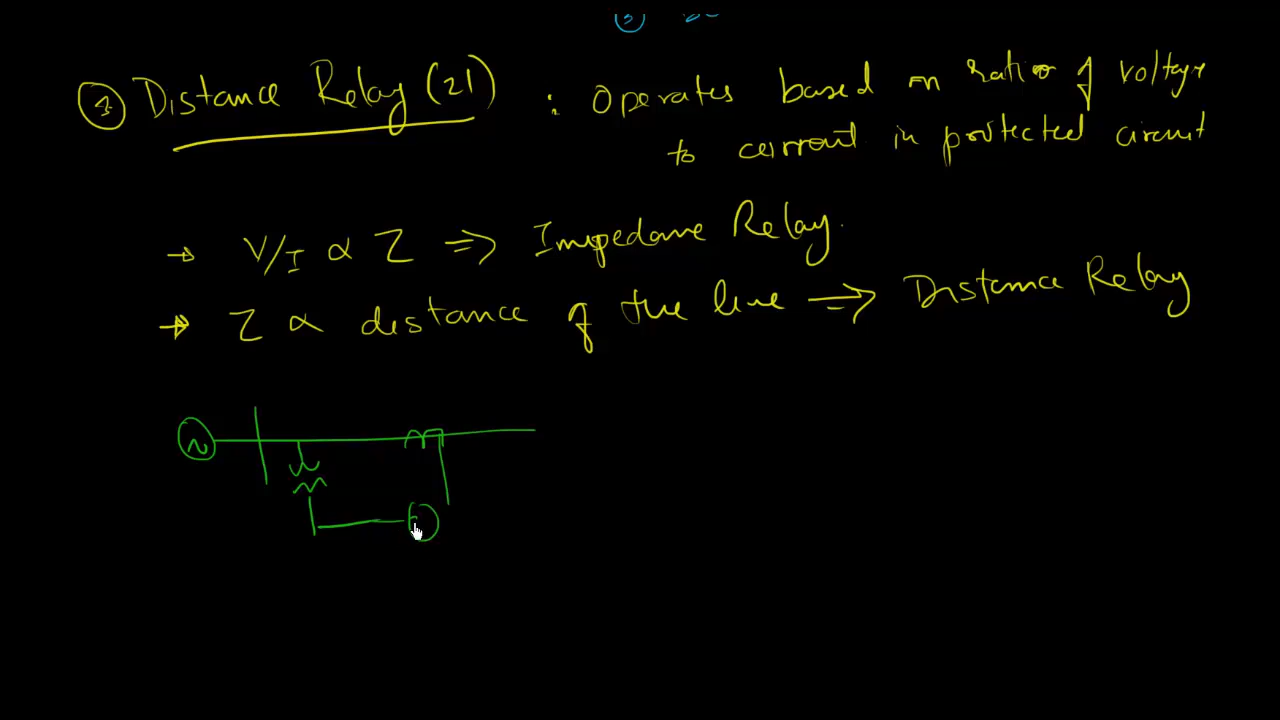 ③ Distance Relay (21) : Operates based on ratio of voltage
to current in protected circuit
→ V/I ∝ Z ⇒ Impedance Relay.
→ Z ∝ distance of the line ⇒ Distance Relay